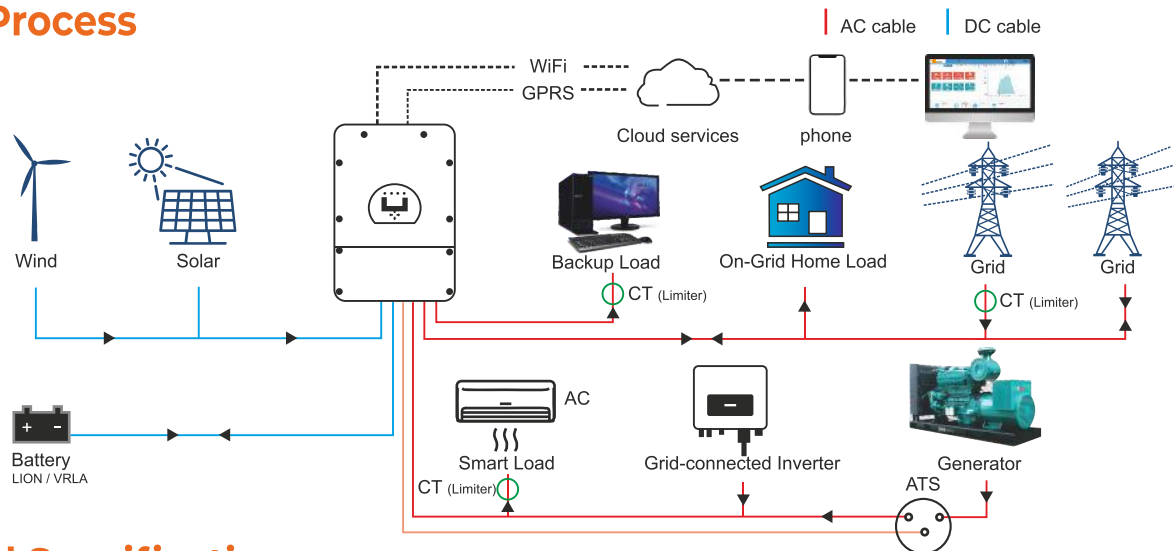 Process
AC cable
DC cable
WiFi
GPRS
Cloud services
phone
Wind
Solar
Backup Load
On-Grid Home Load
Grid
Grid
CT (Limiter)
CT (Limiter)
+ -
Battery
LION / VRLA
AC
Smart Load
Grid-connected Inverter
Generator
CT (Limiter)
ATS